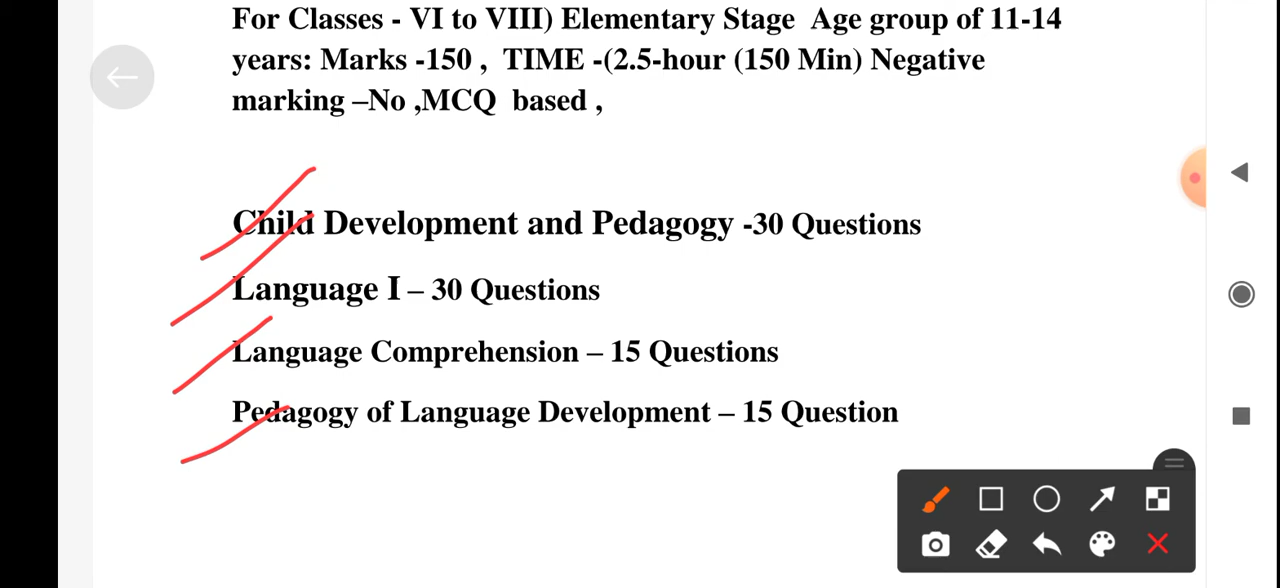 For Classes - VI to VIII) Elementary Stage Age group of 11-14
years: Marks -150 , TIME -(2.5-hour (150 Min) Negative
marking –No ,MCQ based ,
Child Development and Pedagogy -30 Questions
Language I – 30 Questions
Language Comprehension – 15 Questions
Pedagogy of Language Development – 15 Question